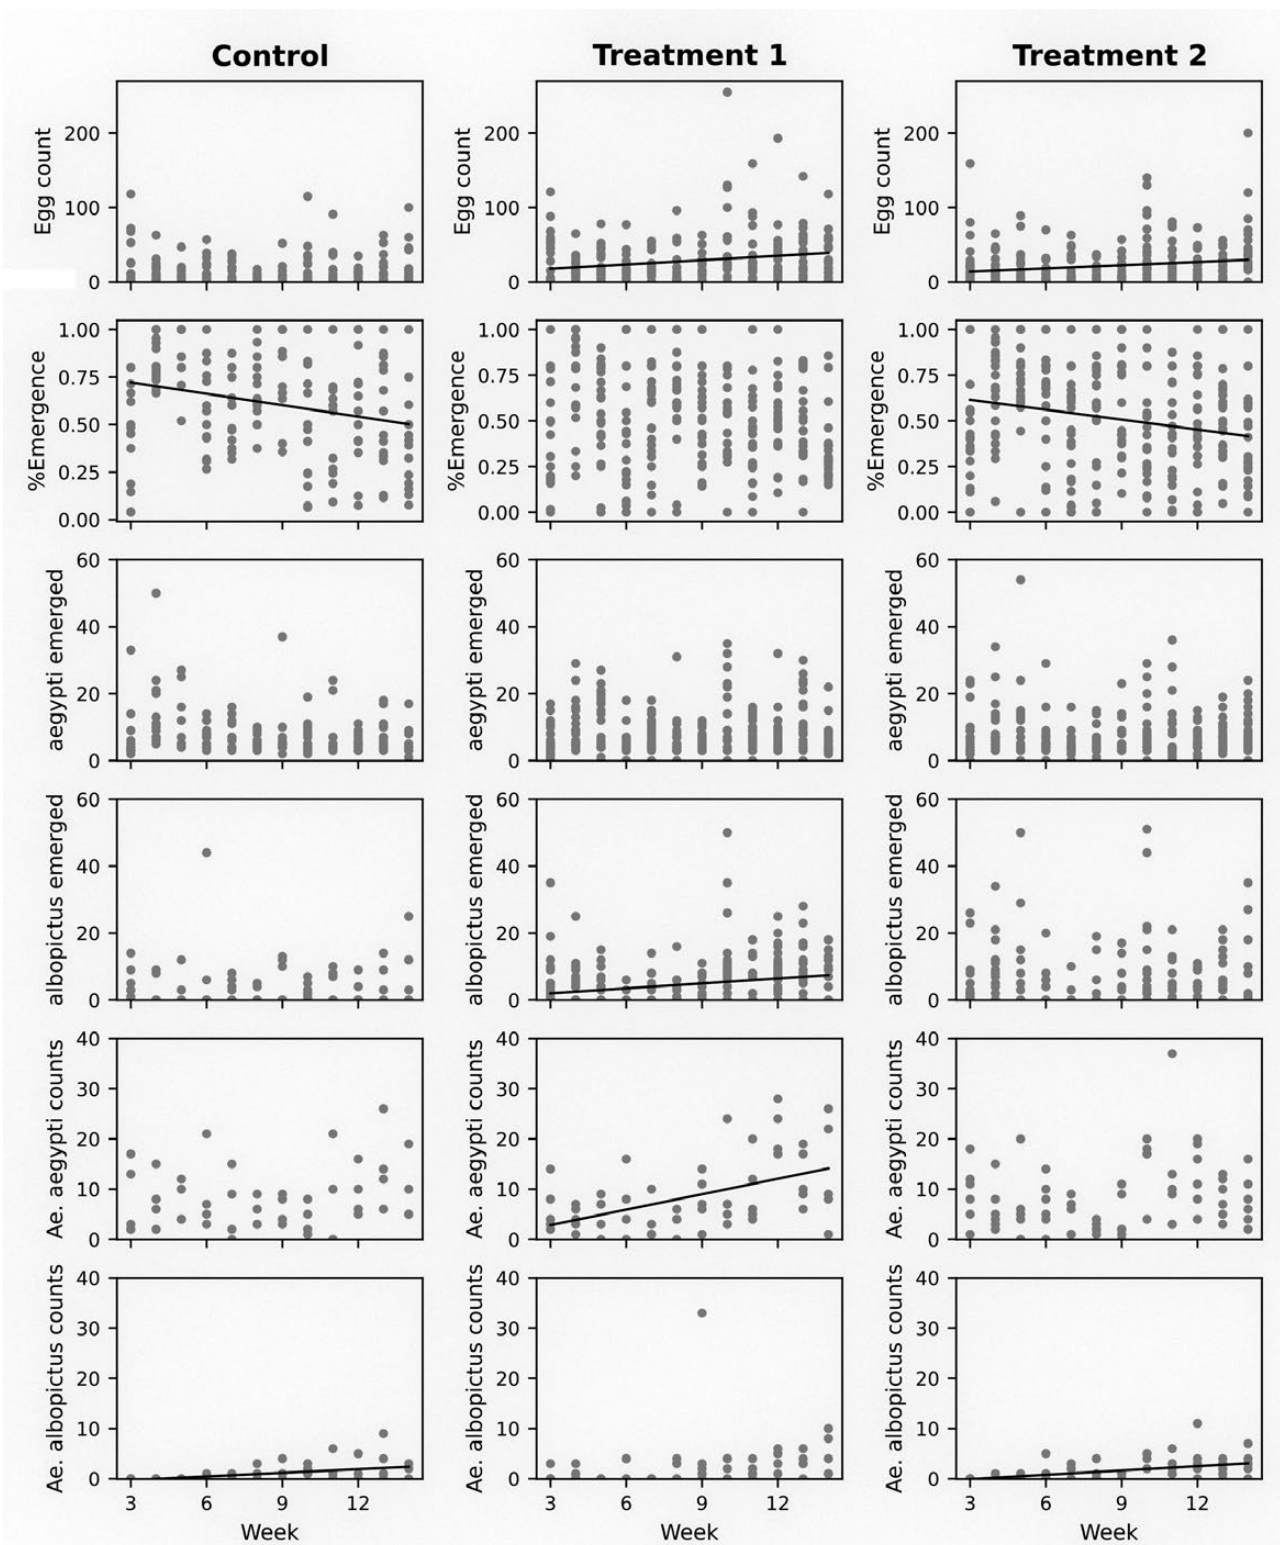 Control Treatment 1 Treatment 2
Egg count Egg count Egg count
200 200 200
100 100 100
0 0 0
%Emergence %Emergence %Emergence
1.00 1.00 1.00
0.75 0.75 0.75
0.50 0.50 0.50
0.25 0.25 0.25
0.00 0.00 0.00
aegypti emerged aegypti emerged aegypti emerged
60 60 60
40 40 40
20 20 20
0 0 0
albopictus emerged albopictus emerged albopictus emerged
60 60 60
40 40 40
20 20 20
0 0 0
Ae. aegypti counts Ae. aegypti counts Ae. aegypti counts
40 40 40
30 30 30
20 20 20
10 10 10
0 0 0
Ae. albopictus counts Ae. albopictus counts Ae. albopictus counts
40 40 40
30 30 30
20 20 20
10 10 10
0 0 0
3 6 9 12 3 6 9 12 3 6 9 12
Week Week Week